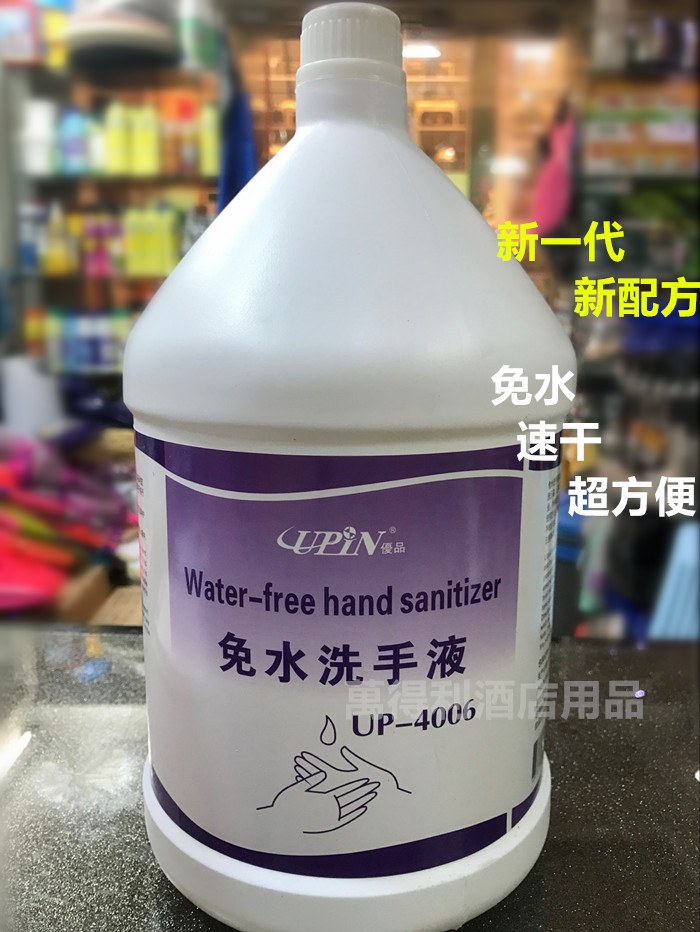 新一代
新配方
免水
速干
超方便
UPiN® 優品
Water-free hand sanitizer
免水洗手液
萬得利酒店用品
UP-4006